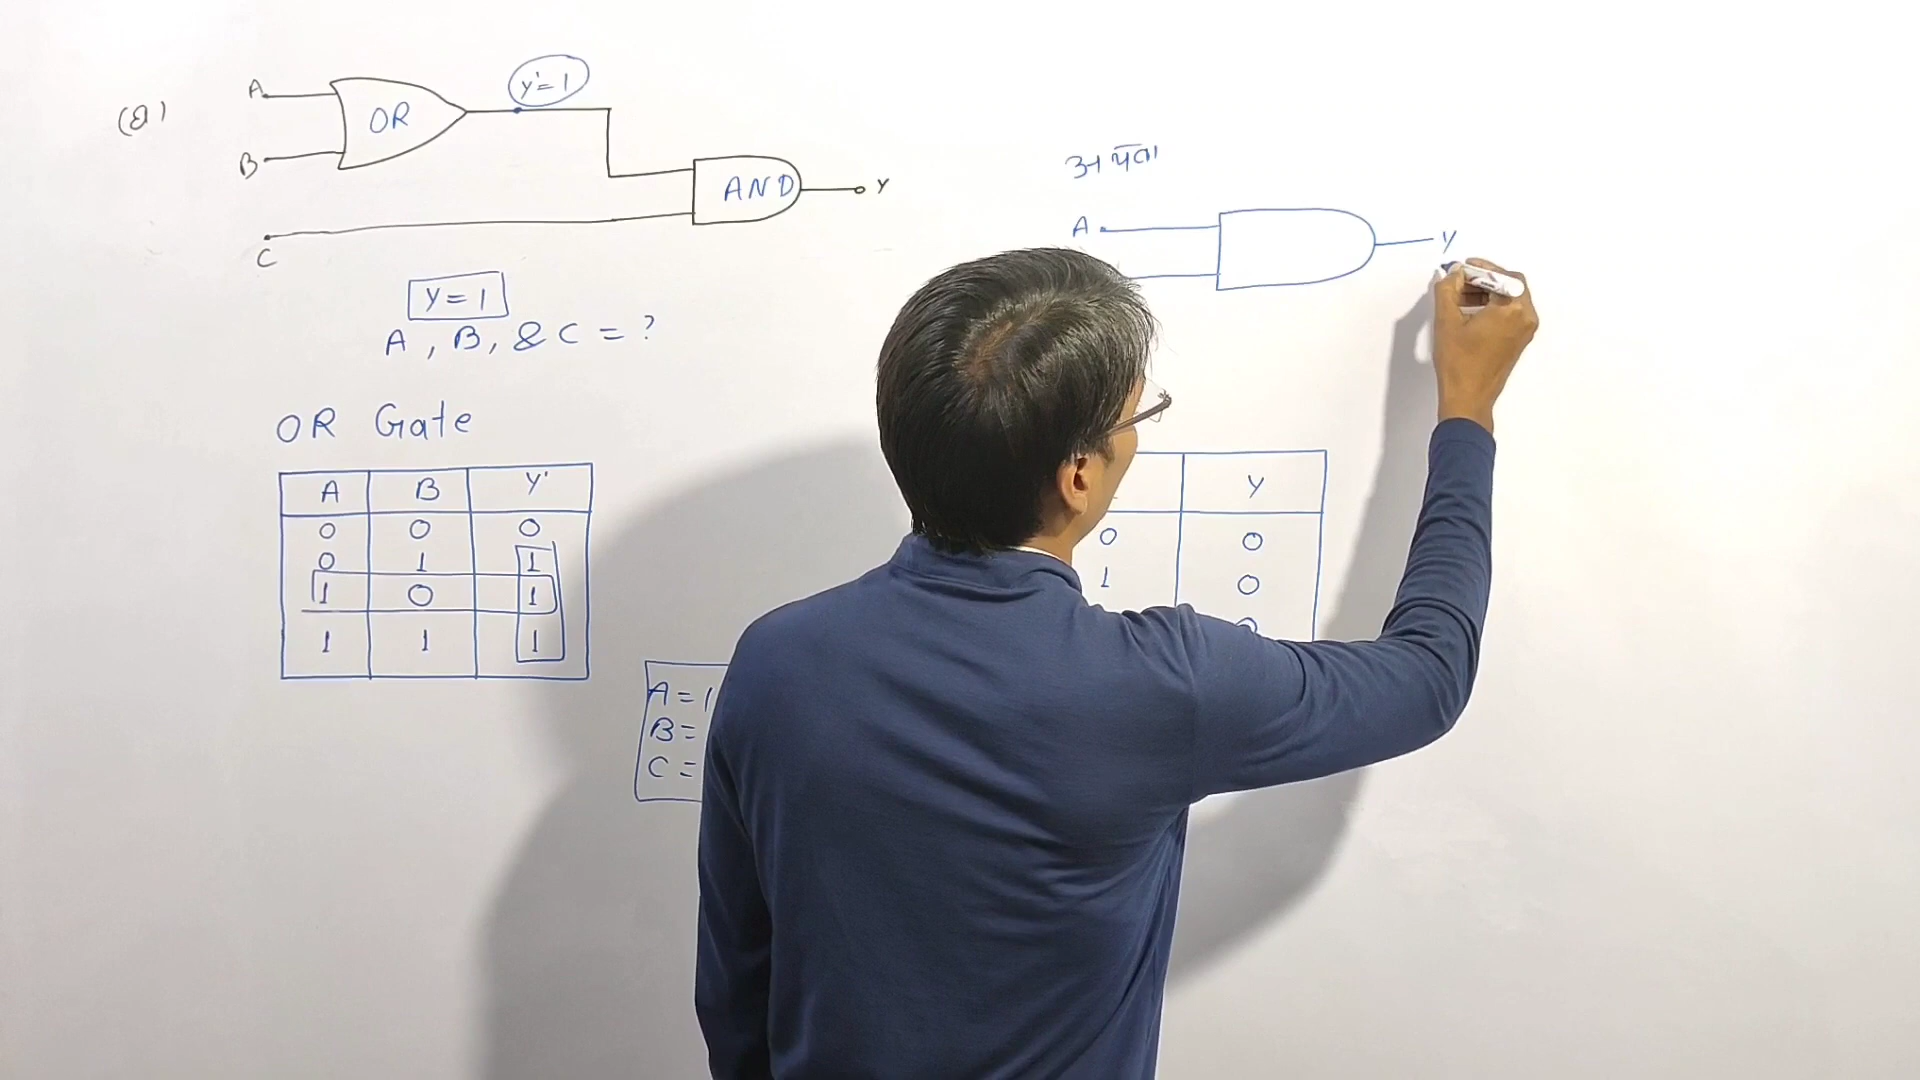 (Q)
A
OR
B
C
Y'= 1
AND
Y
Y = 1
A , B, & C = ?
OR Gate
A B Y'
0 0 0
0 1 1
1 0 1
1 1 1
A = 1
B =
C =
अथवा
A
Y
Y
0 0
1 0
0